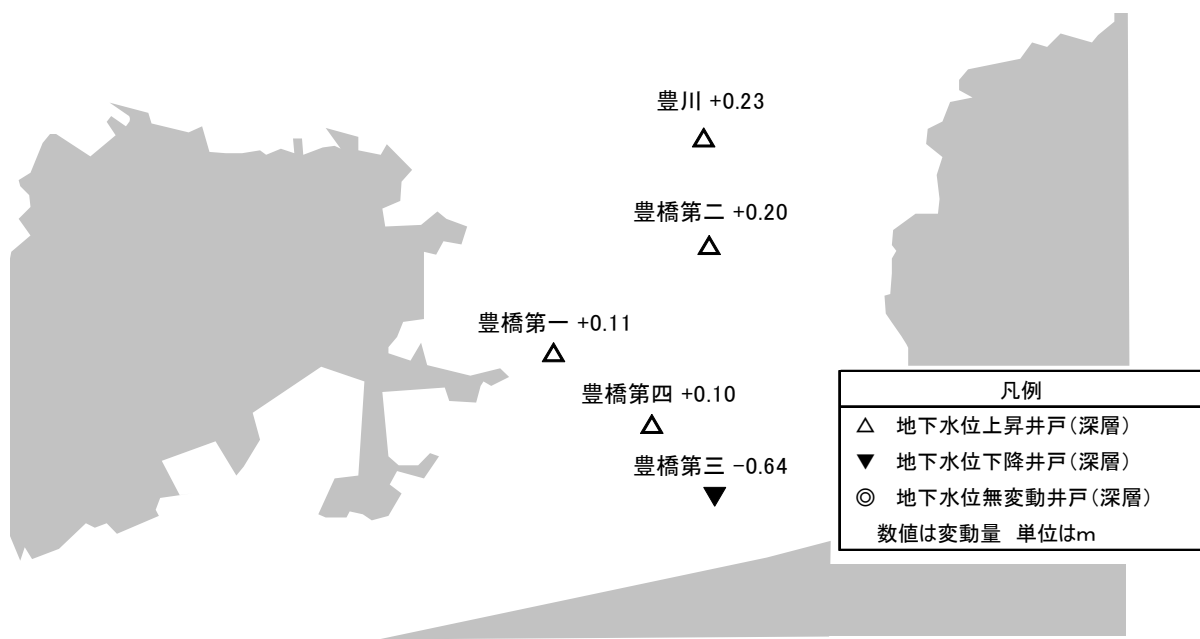 豊川 +0.23
豊橋第二 +0.20
豊橋第一 +0.11
豊橋第四 +0.10
豊橋第三 −0.64
凡例
△ 地下水位上昇井戸(深層)
▼ 地下水位下降井戸(深層)
◎ 地下水位無変動井戸(深層)
数値は変動量 単位はm